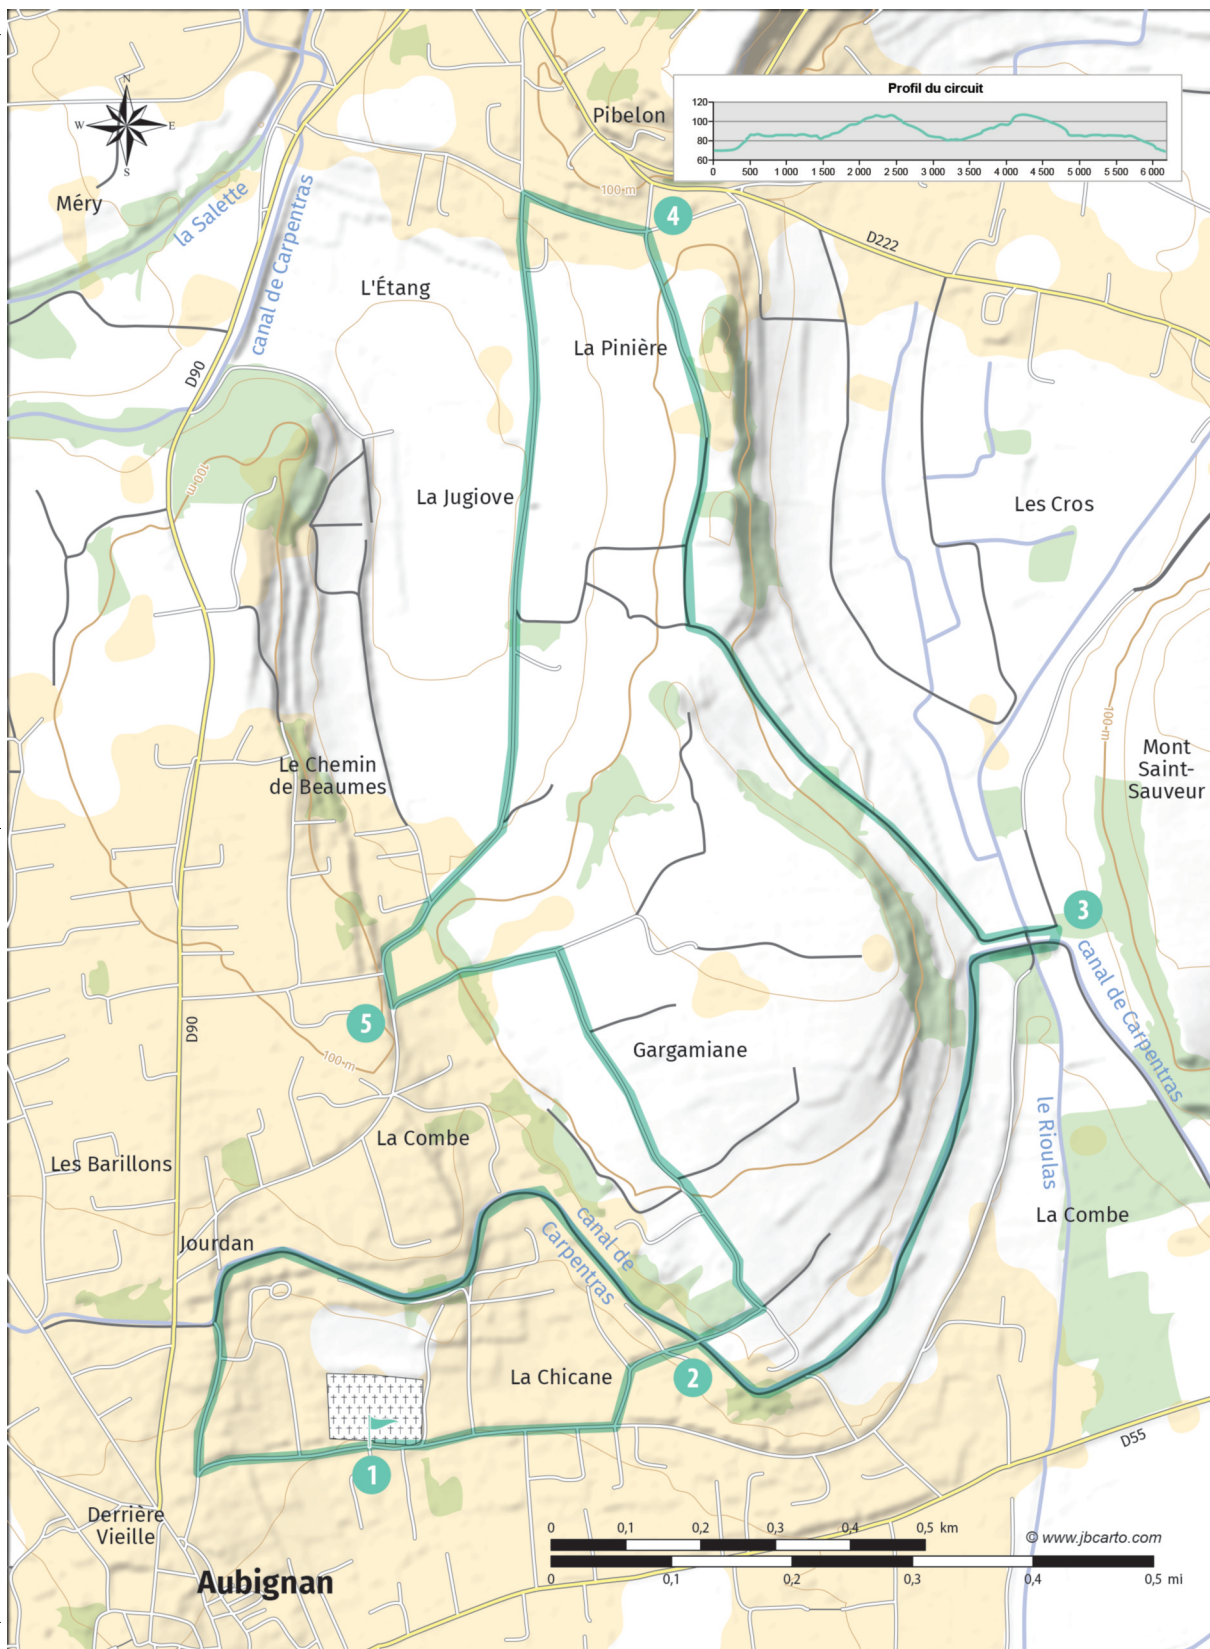 Profil du circuit
120
100
80
60
0 500 1 000 1 500 2 000 2 500 3 000 3 500 4 000 4 500 5 000 5 500 6 000
N
W E
S
Pibelon
100 m
Méry
la Salette
canal de Carpentras
4
D222
L'Étang
La Pinière
D90
100 m
La Jugiove
Les Cros
100 m
Mont
Saint-
Sauveur
Le Chemin
de Beaumes
3
canal de Carpentras
5
D90
100 m
Gargamiane
le Rioulas
La Combe
Les Barillons
La Combe
Jourdan
canal de
Carpentras
La Chicane
2
1
D55
Derrière
Vieille
Aubignan
0 0,1 0,2 0,3 0,4 0,5 km
© www.jbcarto.com
0 0,1 0,2 0,3 0,4 0,5 mi